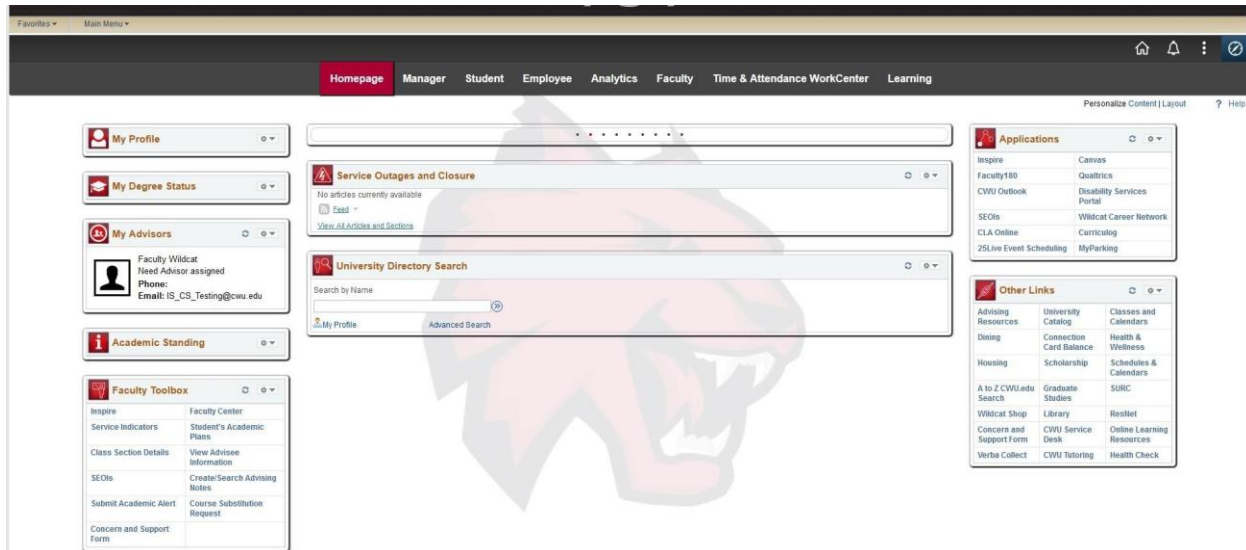 Favorites
Main Menu
Homepage Manager Student Employee Analytics Faculty Time & Attendance WorkCenter Learning
Personalize Content | Layout
? Help
My Profile
My Degree Status
My Advisors
Faculty Wildcat
Need Advisor assigned
Phone:
Email: IS_CS_Testing@cwu.edu
Academic Standing
Faculty Toolbox
Inspire
Faculty Center
Service Indicators
Student's Academic
Plans
Class Section Details
View Advisee
Information
SEOIs
Create/Search Advising
Notes
Submit Academic Alert
Course Substitution
Request
Concern and Support
Form
Service Outages and Closure
No articles currently available
Feed
View All Articles and Sections
University Directory Search
Search by Name
My Profile
Advanced Search
Applications
Inspire
Canvas
Faculty180
Qualtrics
CWU Outlook
Disability Services
Portal
SEOIs
Wildcat Career Network
CLA Online
Curriculog
25Live Event Scheduling
MyParking
Other Links
Advising
Resources
University
Catalog
Classes and
Calendars
Dining
Connection
Card Balance
Health &
Wellness
Housing
Scholarship
Schedules &
Calendars
A to Z CWU.edu
Search
Graduate
Studies
SURC
Wildcat Shop
Library
ResNet
Concern and
Support Form
CWU Service
Desk
Online Learning
Resources
Verba Collect
CWU Tutoring
Health Check